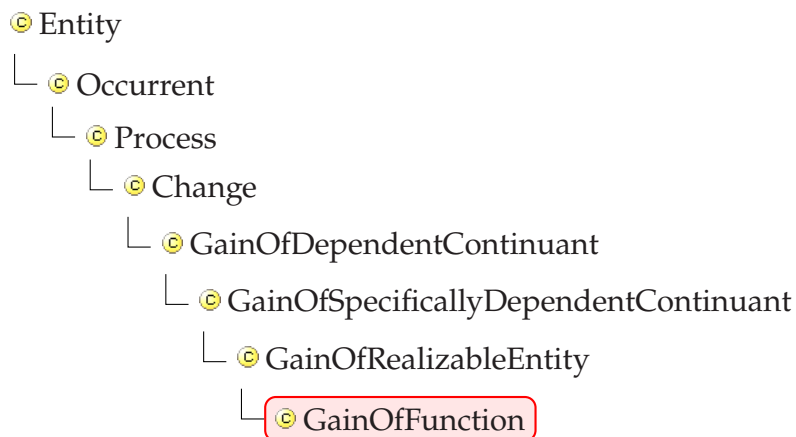 Entity
Occurrent
Process
Change
GainOfDependentContinuant
GainOfSpecificallyDependentContinuant
GainOfRealizableEntity
GainOfFunction